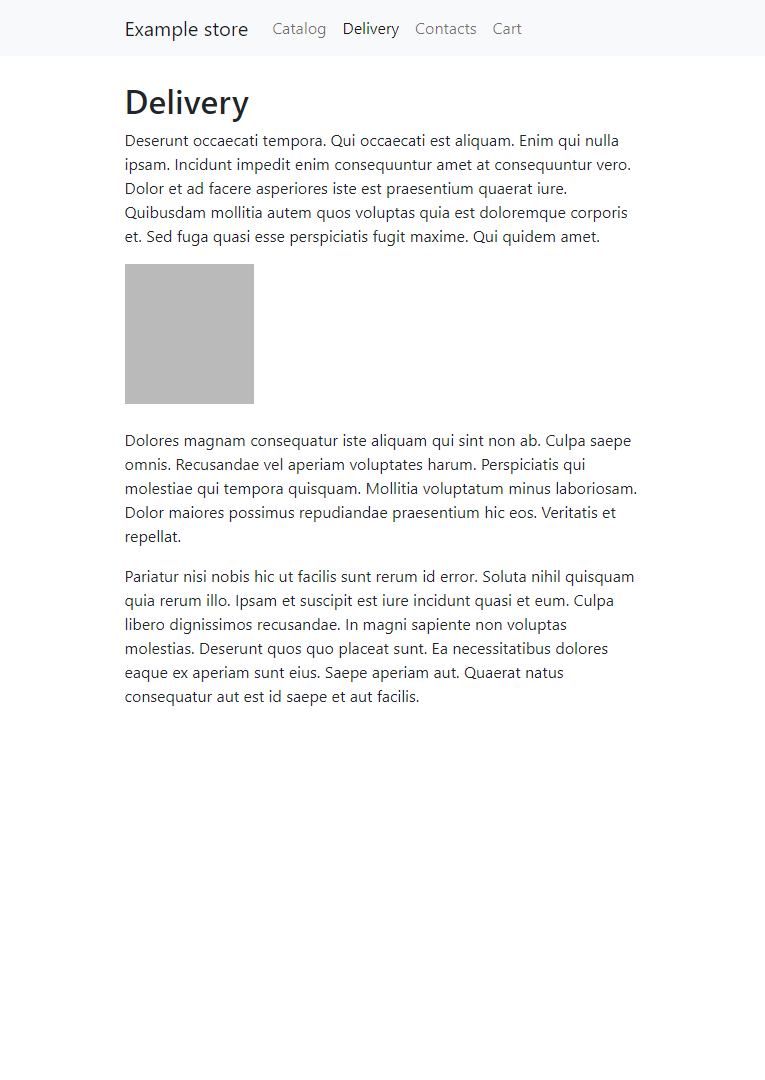 Example store Catalog Delivery Contacts Cart
Delivery
Deserunt occaecati tempora. Qui occaecati est aliquam. Enim qui nulla
ipsam. Incidunt impedit enim consequuntur amet at consequuntur vero.
Dolor et ad facere asperiores iste est praesentium quaerat iure.
Quibusdam mollitia autem quos voluptas quia est doloremque corporis
et. Sed fuga quasi esse perspiciatis fugit maxime. Qui quidem amet.
Dolores magnam consequatur iste aliquam qui sint non ab. Culpa saepe
omnis. Recusandae vel aperiam voluptates harum. Perspiciatis qui
molestiae qui tempora quisquam. Mollitia voluptatum minus laboriosam.
Dolor maiores possimus repudiandae praesentium hic eos. Veritatis et
repellat.
Pariatur nisi nobis hic ut facilis sunt rerum id error. Soluta nihil quisquam
quia rerum illo. Ipsam et suscipit est iure incidunt quasi et eum. Culpa
libero dignissimos recusandae. In magni sapiente non voluptas
molestias. Deserunt quos quo placeat sunt. Ea necessitatibus dolores
eaque ex aperiam sunt eius. Saepe aperiam aut. Quaerat natus
consequatur aut est id saepe et aut facilis.